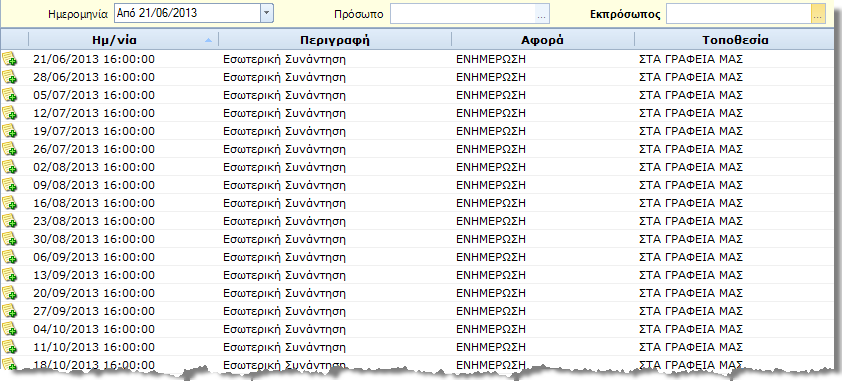 Ημερομηνία Από 21/06/2013 Πρόσωπο ... Εκπρόσωπος ...
Ημ/νία Περιγραφή Αφορά Τοποθεσία
21/06/2013 16:00:00 Εσωτερική Συνάντηση ΕΝΗΜΕΡΩΣΗ ΣΤΑ ΓΡΑΦΕΙΑ ΜΑΣ
28/06/2013 16:00:00 Εσωτερική Συνάντηση ΕΝΗΜΕΡΩΣΗ ΣΤΑ ΓΡΑΦΕΙΑ ΜΑΣ
05/07/2013 16:00:00 Εσωτερική Συνάντηση ΕΝΗΜΕΡΩΣΗ ΣΤΑ ΓΡΑΦΕΙΑ ΜΑΣ
12/07/2013 16:00:00 Εσωτερική Συνάντηση ΕΝΗΜΕΡΩΣΗ ΣΤΑ ΓΡΑΦΕΙΑ ΜΑΣ
19/07/2013 16:00:00 Εσωτερική Συνάντηση ΕΝΗΜΕΡΩΣΗ ΣΤΑ ΓΡΑΦΕΙΑ ΜΑΣ
26/07/2013 16:00:00 Εσωτερική Συνάντηση ΕΝΗΜΕΡΩΣΗ ΣΤΑ ΓΡΑΦΕΙΑ ΜΑΣ
02/08/2013 16:00:00 Εσωτερική Συνάντηση ΕΝΗΜΕΡΩΣΗ ΣΤΑ ΓΡΑΦΕΙΑ ΜΑΣ
09/08/2013 16:00:00 Εσωτερική Συνάντηση ΕΝΗΜΕΡΩΣΗ ΣΤΑ ΓΡΑΦΕΙΑ ΜΑΣ
16/08/2013 16:00:00 Εσωτερική Συνάντηση ΕΝΗΜΕΡΩΣΗ ΣΤΑ ΓΡΑΦΕΙΑ ΜΑΣ
23/08/2013 16:00:00 Εσωτερική Συνάντηση ΕΝΗΜΕΡΩΣΗ ΣΤΑ ΓΡΑΦΕΙΑ ΜΑΣ
30/08/2013 16:00:00 Εσωτερική Συνάντηση ΕΝΗΜΕΡΩΣΗ ΣΤΑ ΓΡΑΦΕΙΑ ΜΑΣ
06/09/2013 16:00:00 Εσωτερική Συνάντηση ΕΝΗΜΕΡΩΣΗ ΣΤΑ ΓΡΑΦΕΙΑ ΜΑΣ
13/09/2013 16:00:00 Εσωτερική Συνάντηση ΕΝΗΜΕΡΩΣΗ ΣΤΑ ΓΡΑΦΕΙΑ ΜΑΣ
20/09/2013 16:00:00 Εσωτερική Συνάντηση ΕΝΗΜΕΡΩΣΗ ΣΤΑ ΓΡΑΦΕΙΑ ΜΑΣ
27/09/2013 16:00:00 Εσωτερική Συνάντηση ΕΝΗΜΕΡΩΣΗ ΣΤΑ ΓΡΑΦΕΙΑ ΜΑΣ
04/10/2013 16:00:00 Εσωτερική Συνάντηση ΕΝΗΜΕΡΩΣΗ ΣΤΑ ΓΡΑΦΕΙΑ ΜΑΣ
11/10/2013 16:00:00 Εσωτερική Συνάντηση ΕΝΗΜΕΡΩΣΗ ΣΤΑ ΓΡΑΦΕΙΑ ΜΑΣ
18/10/2013 16:00:00 Εσωτερική Συνάντηση ΕΝΗΜΕΡΩΣΗ ΣΤΑ ΓΡΑΦΕΙΑ ΜΑΣ